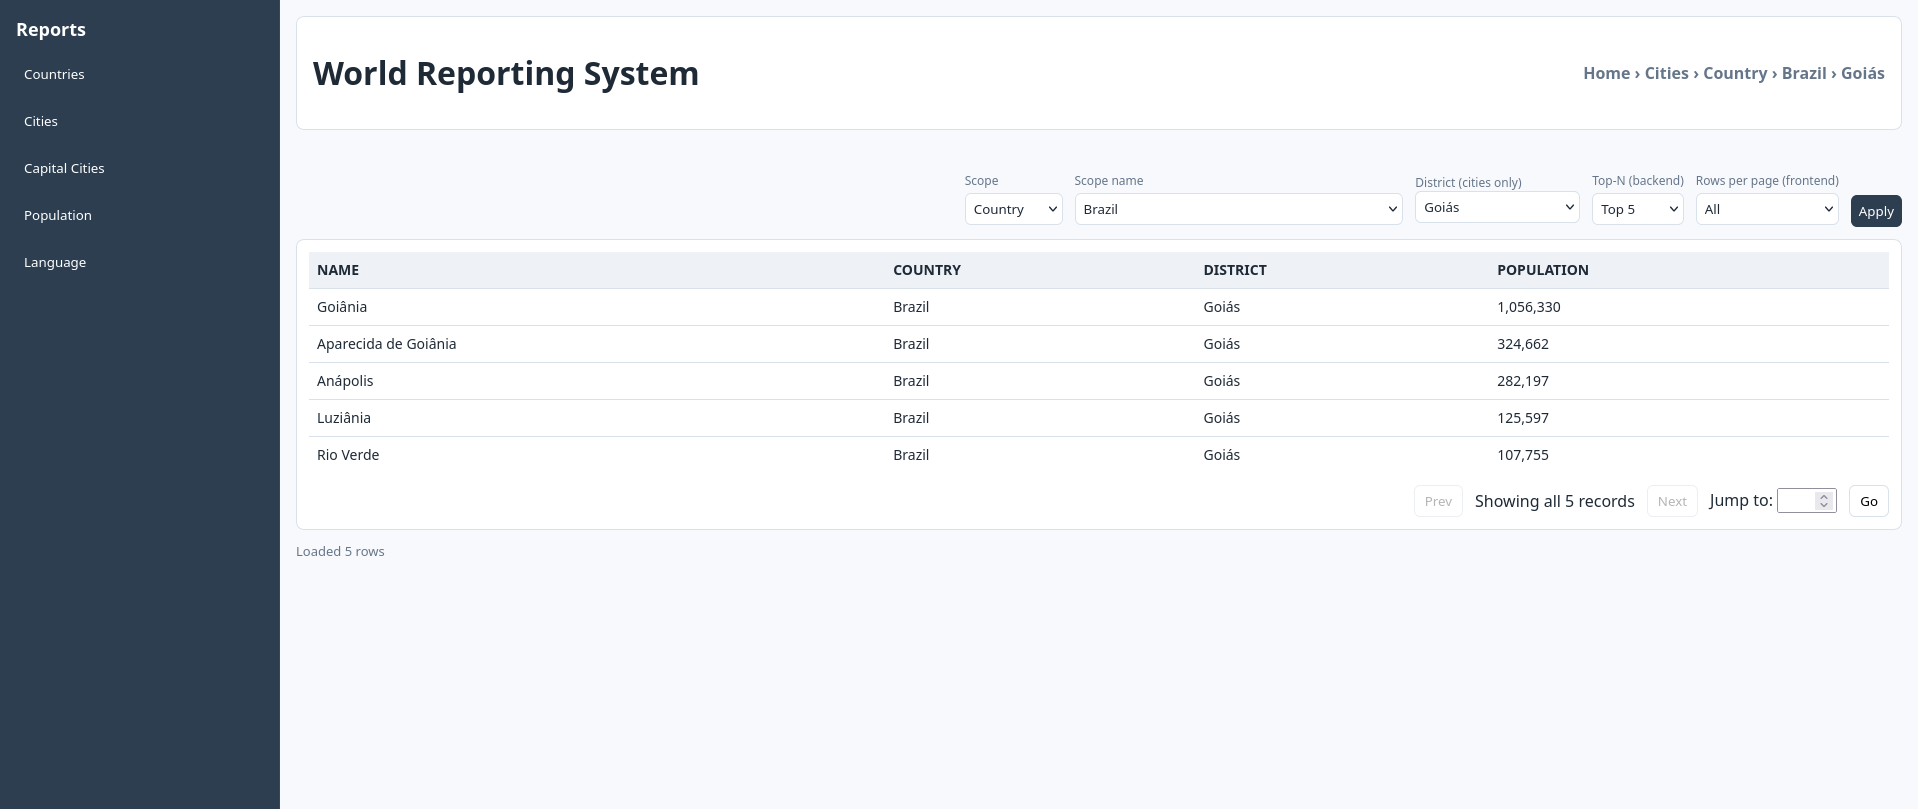 Reports
Countries
Cities
Capital Cities
Population
Language
World Reporting System
Home › Cities › Country › Brazil › Goiás
Scope Scope name District (cities only) Top-N (backend) Rows per page (frontend)
Country Brazil Goiás Top 5 All Apply
NAME COUNTRY DISTRICT POPULATION
Goiânia Brazil Goiás 1,056,330
Aparecida de Goiânia Brazil Goiás 324,662
Anápolis Brazil Goiás 282,197
Luziânia Brazil Goiás 125,597
Rio Verde Brazil Goiás 107,755
Prev Showing all 5 records Next Jump to: Go
Loaded 5 rows